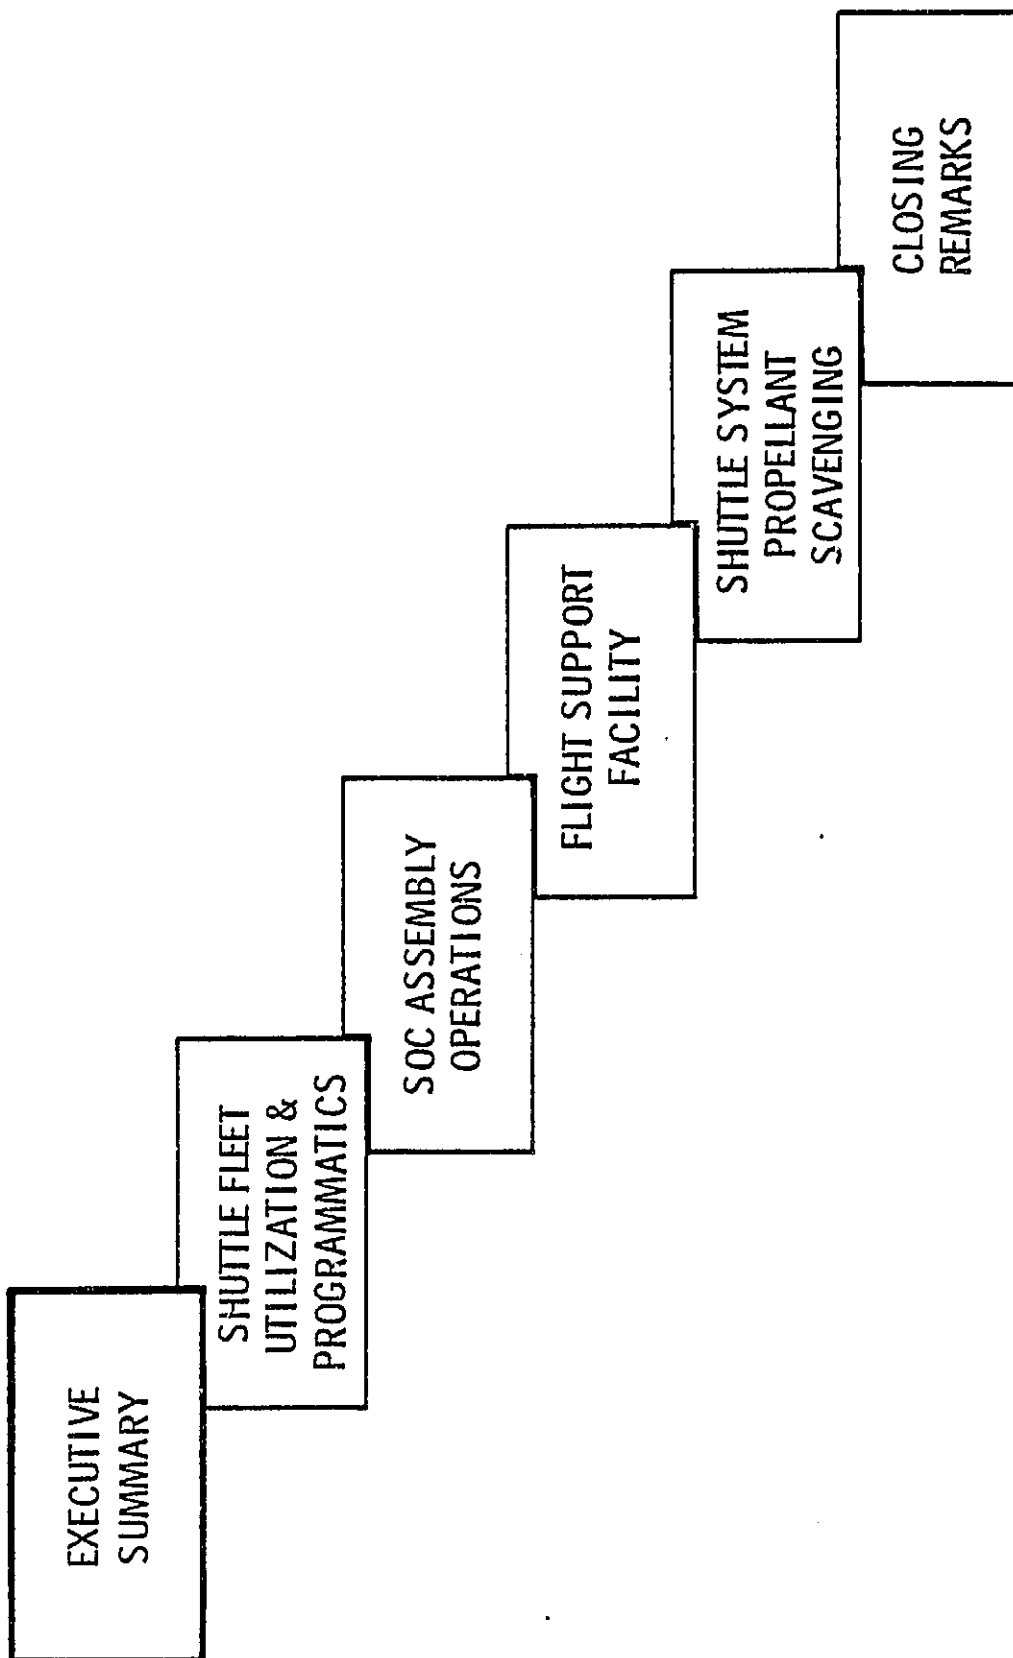 EXECUTIVE
SUMMARY
SHUTTLE FLEET
UTILIZATION &
PROGRAMMATICS
SOC ASSEMBLY
OPERATIONS
FLIGHT SUPPORT
FACILITY
SHUTTLE SYSTEM
PROPELLANT
SCAVENGING
CLOSING
REMARKS